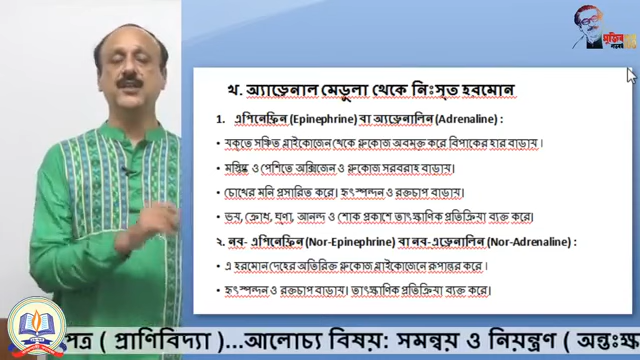 মুজিব
খ. অ্যাড্রেনাল মেডুলা থেকে নিঃসৃত হরমোন
1. এপিনেফ্রিন (Epinephrine) বা অ্যাড্রেনালিন (Adrenaline) :
• যকৃতে সঞ্চিত গ্লাইকোজেন থেকে গ্লুকোজ অবমুক্ত করে বিপাকের হার বাড়ায় ।
• মস্তিষ্ক ও পেশিতে অক্সিজেন ও গ্লুকোজ সরবরাহ বাড়ায়।
• চোখের মনি প্রসারিত করে। হৃৎস্পন্দন ও রক্তচাপ বাড়ায়।
• ভয়, ক্রোধ, ঘৃণা, আনন্দ ও শোক প্রকাশে তাৎক্ষাণিক প্রতিক্রিয়া ব্যক্ত করে।
২. নর- এপিনেফ্রিন (Nor-Epinephrine) বা নর-এড্রেনালিন (Nor-Adrenaline) :
• এ হরমোন দেহের অতিরিক্ত গ্লুকোজ গ্লাইকোজেনে রূপান্তর করে ।
• হৃৎস্পন্দন ও রক্তচাপ বাড়ায়। তাৎক্ষাণিক প্রতিক্রিয়া ব্যক্ত করে।
পত্র ( প্রাণিবিদ্যা )...আলোচ্য বিষয়: সমন্বয় ও নিয়ন্ত্রণ ( অন্তঃক্ষ